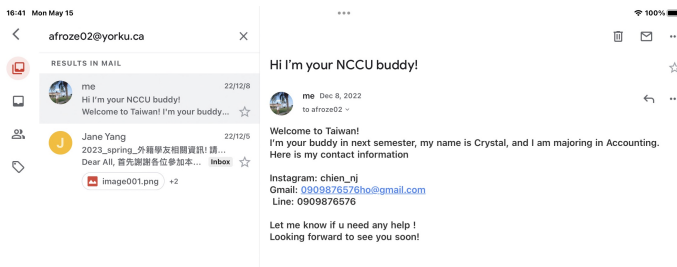 16:41 Mon May 15
100%
afroze02@yorku.ca
RESULTS IN MAIL
me 22/12/8
Hi I'm your NCCU buddy!
Welcome to Taiwan! I'm your buddy...
J
Jane Yang 22/12/5
2023_spring_外籍學友相關資訊! 請...
Dear All, 首先謝謝各位參加本... Inbox
image001.png +2
Hi I'm your NCCU buddy!
me Dec 8, 2022
to afroze02
Welcome to Taiwan!
I'm your buddy in next semester, my name is Crystal, and I am majoring in Accounting.
Here is my contact information
Instagram: chien_nj
Gmail: 0909876576ho@gmail.com
Line: 0909876576
Let me know if u need any help !
Looking forward to see you soon!